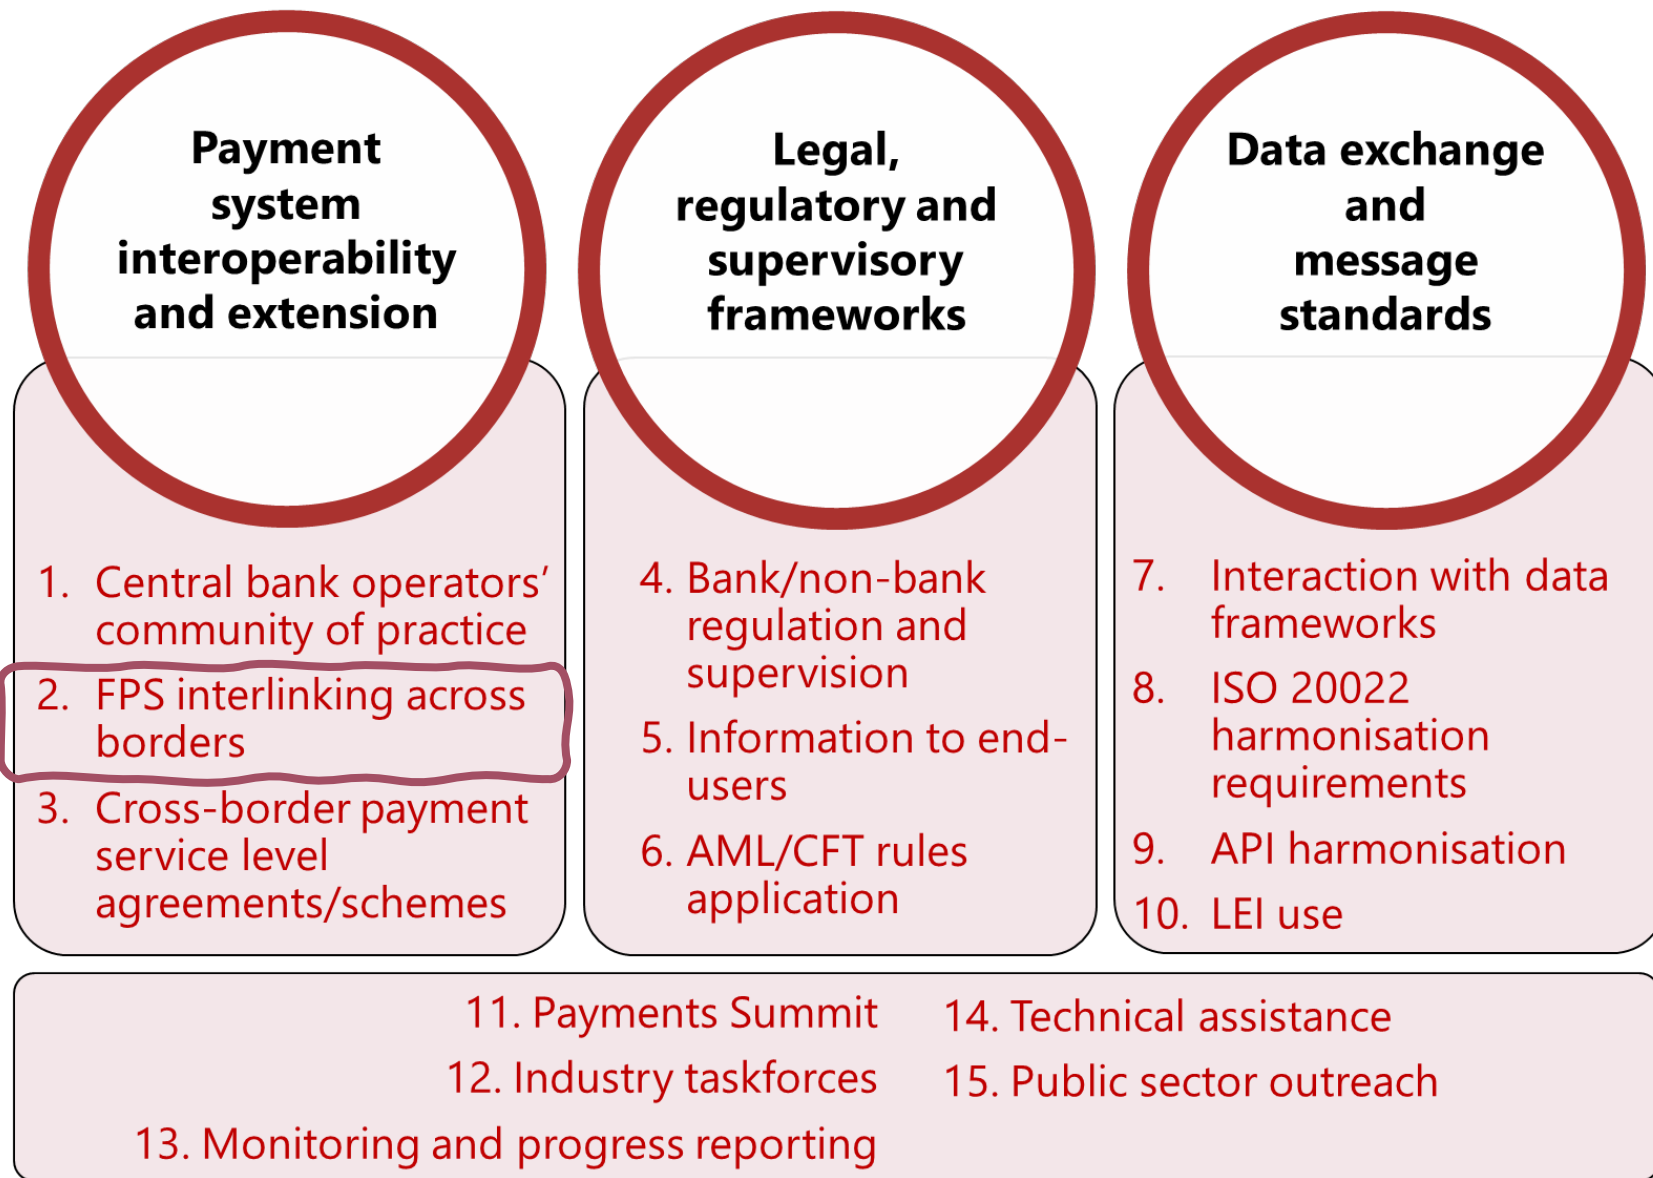 Payment
system
interoperability
and extension
1. Central bank operators’
community of practice
2. FPS interlinking across
borders
3. Cross-border payment
service level
agreements/schemes
Legal,
regulatory and
supervisory
frameworks
4. Bank/non-bank
regulation and
supervision
5. Information to end-
users
6. AML/CFT rules
application
Data exchange
and
message
standards
7. Interaction with data
frameworks
8. ISO 20022
harmonisation
requirements
9. API harmonisation
10. LEI use
11. Payments Summit
12. Industry taskforces
13. Monitoring and progress reporting
14. Technical assistance
15. Public sector outreach